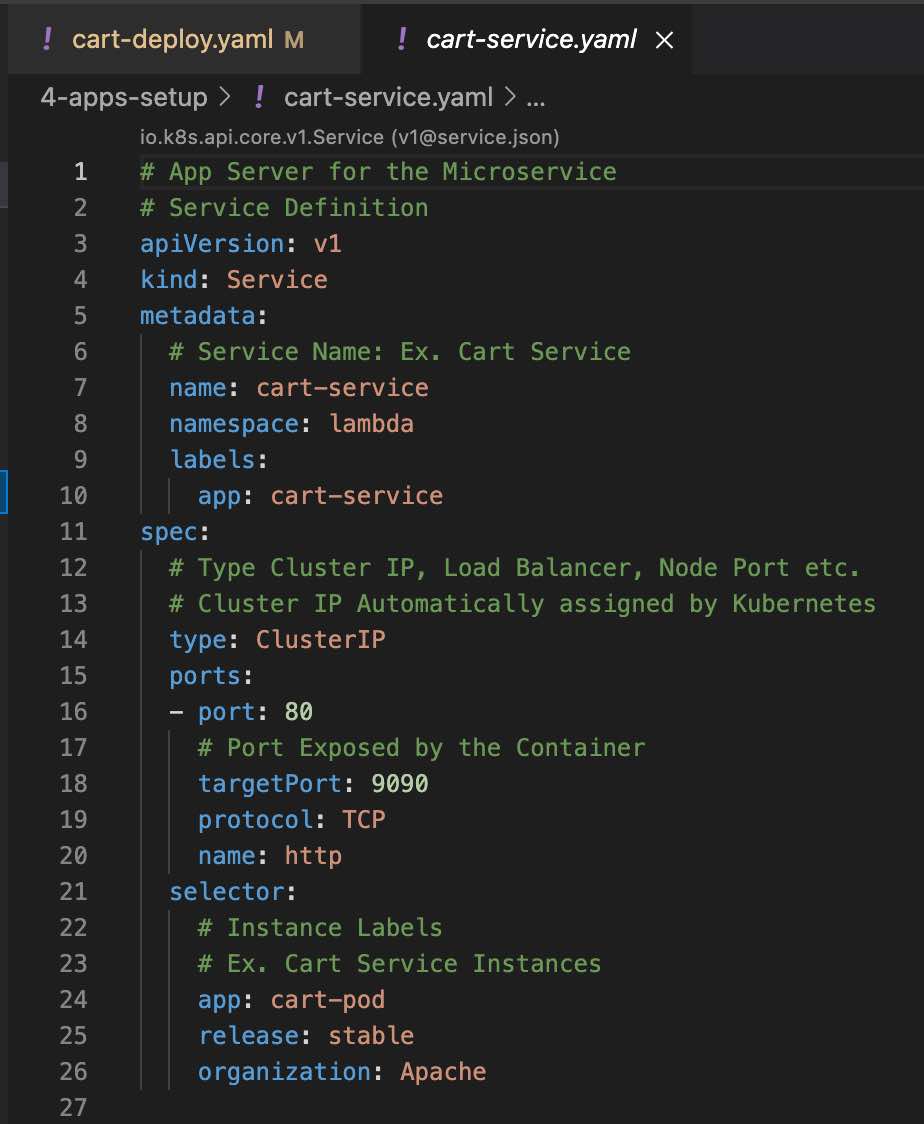 ! cart-deploy.yaml M ! cart-service.yaml ×
4-apps-setup > ! cart-service.yaml > ...
io.k8s.api.core.v1.Service (v1@service.json)
1 # App Server for the Microservice
2 # Service Definition
3 apiVersion: v1
4 kind: Service
5 metadata:
6   # Service Name: Ex. Cart Service
7   name: cart-service
8   namespace: lambda
9   labels:
10     app: cart-service
11 spec:
12   # Type Cluster IP, Load Balancer, Node Port etc.
13   # Cluster IP Automatically assigned by Kubernetes
14   type: ClusterIP
15   ports:
16   - port: 80
17     # Port Exposed by the Container
18     targetPort: 9090
19     protocol: TCP
20     name: http
21   selector:
22     # Instance Labels
23     # Ex. Cart Service Instances
24     app: cart-pod
25     release: stable
26     organization: Apache
27